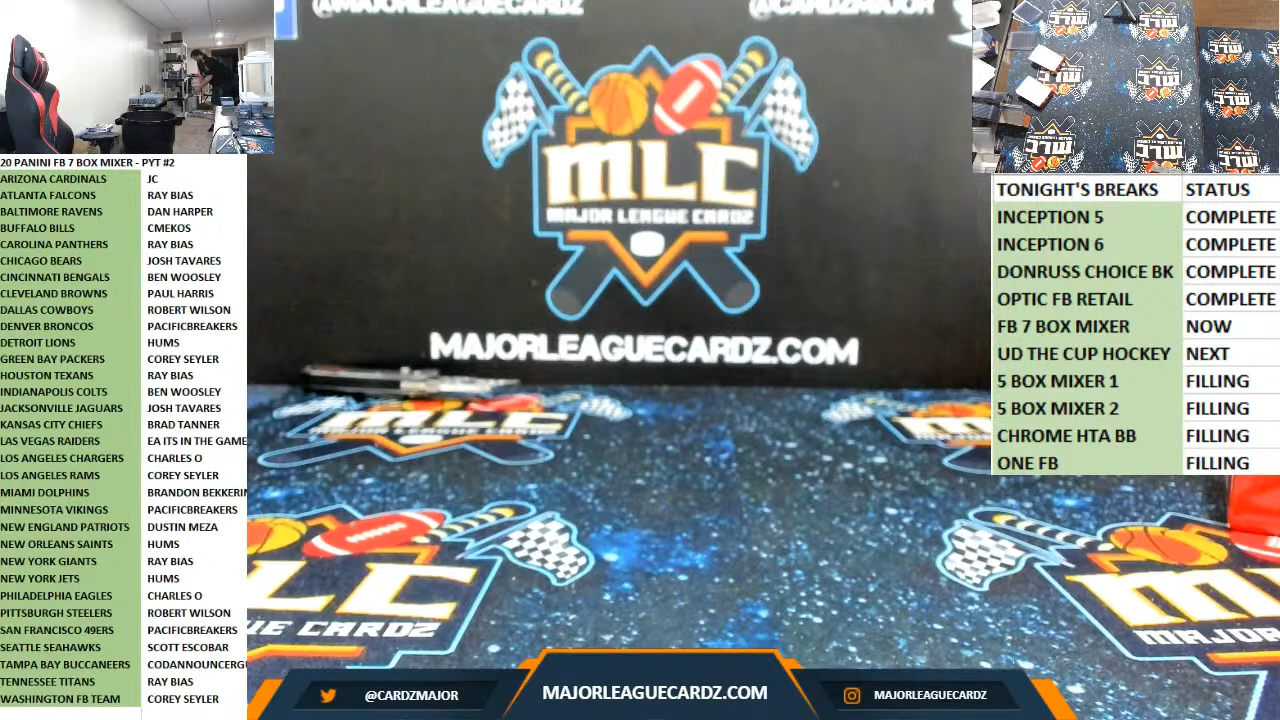 @MAJORLEAGUECARDZ
@CARDZMAJOR
20 PANINI FB 7 BOX MIXER - PYT #2
ARIZONA CARDINALS JC
ATLANTA FALCONS RAY BIAS
BALTIMORE RAVENS DAN HARPER
BUFFALO BILLS CMEKOS
CAROLINA PANTHERS RAY BIAS
CHICAGO BEARS JOSH TAVARES
CINCINNATI BENGALS BEN WOOSLEY
CLEVELAND BROWNS PAUL HARRIS
DALLAS COWBOYS ROBERT WILSON
DENVER BRONCOS PACIFICBREAKERS
DETROIT LIONS HUMS
GREEN BAY PACKERS COREY SEYLER
HOUSTON TEXANS RAY BIAS
INDIANAPOLIS COLTS BEN WOOSLEY
JACKSONVILLE JAGUARS JOSH TAVARES
KANSAS CITY CHIEFS BRAD TANNER
LAS VEGAS RAIDERS EA ITS IN THE GAME
LOS ANGELES CHARGERS CHARLES O
LOS ANGELES RAMS COREY SEYLER
MIAMI DOLPHINS BRANDON BEKKERIN
MINNESOTA VIKINGS PACIFICBREAKERS
NEW ENGLAND PATRIOTS DUSTIN MEZA
NEW ORLEANS SAINTS HUMS
NEW YORK GIANTS RAY BIAS
NEW YORK JETS HUMS
PHILADELPHIA EAGLES CHARLES O
PITTSBURGH STEELERS ROBERT WILSON
SAN FRANCISCO 49ERS PACIFICBREAKERS
SEATTLE SEAHAWKS SCOTT ESCOBAR
TAMPA BAY BUCCANEERS CODANNOUNCERG
TENNESSEE TITANS RAY BIAS
WASHINGTON FB TEAM COREY SEYLER
MLC
MAJOR LEAGUE CARDZ
MAJORLEAGUECARDZ.COM
TONIGHT'S BREAKS STATUS
INCEPTION 5 COMPLETE
INCEPTION 6 COMPLETE
DONRUSS CHOICE BK COMPLETE
OPTIC FB RETAIL COMPLETE
FB 7 BOX MIXER NOW
UD THE CUP HOCKEY NEXT
5 BOX MIXER 1 FILLING
5 BOX MIXER 2 FILLING
CHROME HTA BB FILLING
ONE FB FILLING
@CARDZMAJOR
MAJORLEAGUECARDZ.COM
MAJORLEAGUECARDZ